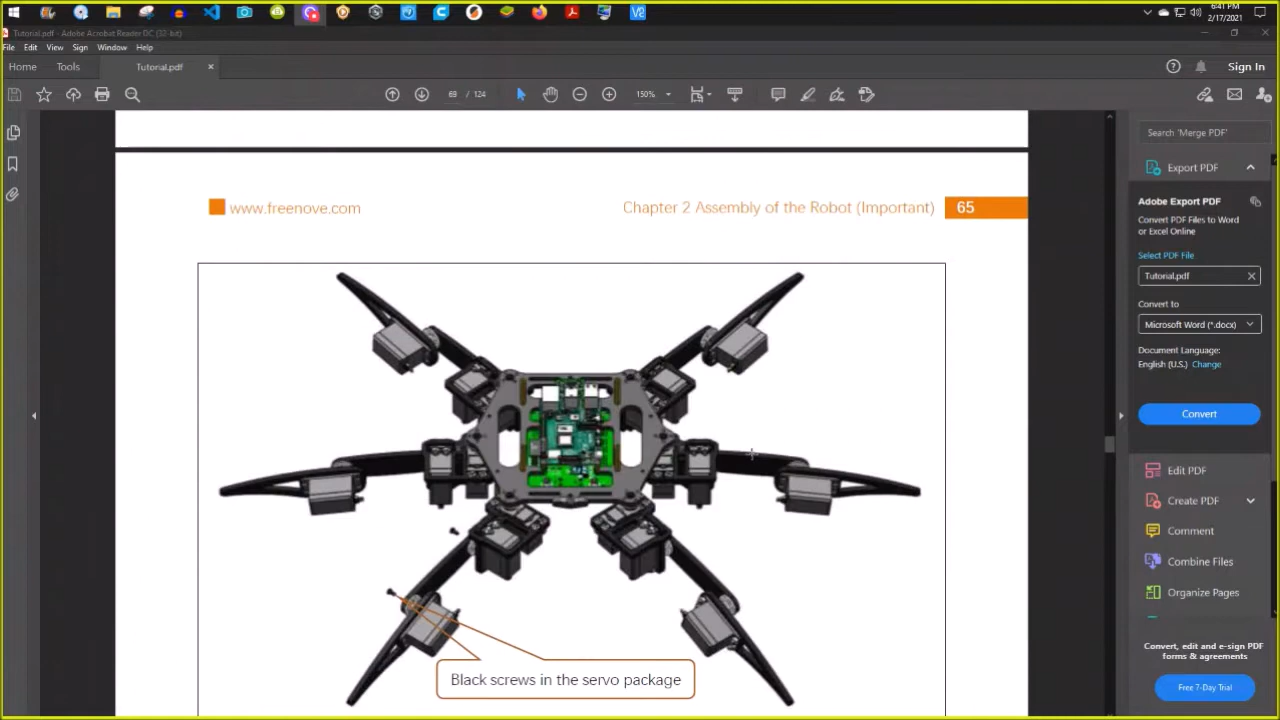 6:41 PM
2/17/2021
Tutorial.pdf - Adobe Acrobat Reader DC (32-bit)
File Edit View Sign Window Help
Home Tools Tutorial.pdf × Sign In
69 / 124 150%
Search 'Merge PDF'
Export PDF
Adobe Export PDF
Convert PDF Files to Word
or Excel Online
Select PDF File
Tutorial.pdf
Convert to
Microsoft Word (*.docx)
Document Language:
English (U.S.) Change
Convert
Edit PDF
Create PDF
Comment
Combine Files
Organize Pages
Convert, edit and e-sign PDF
forms & agreements
Free 7-Day Trial
www.freenove.com
Chapter 2 Assembly of the Robot (Important) 65
Black screws in the servo package